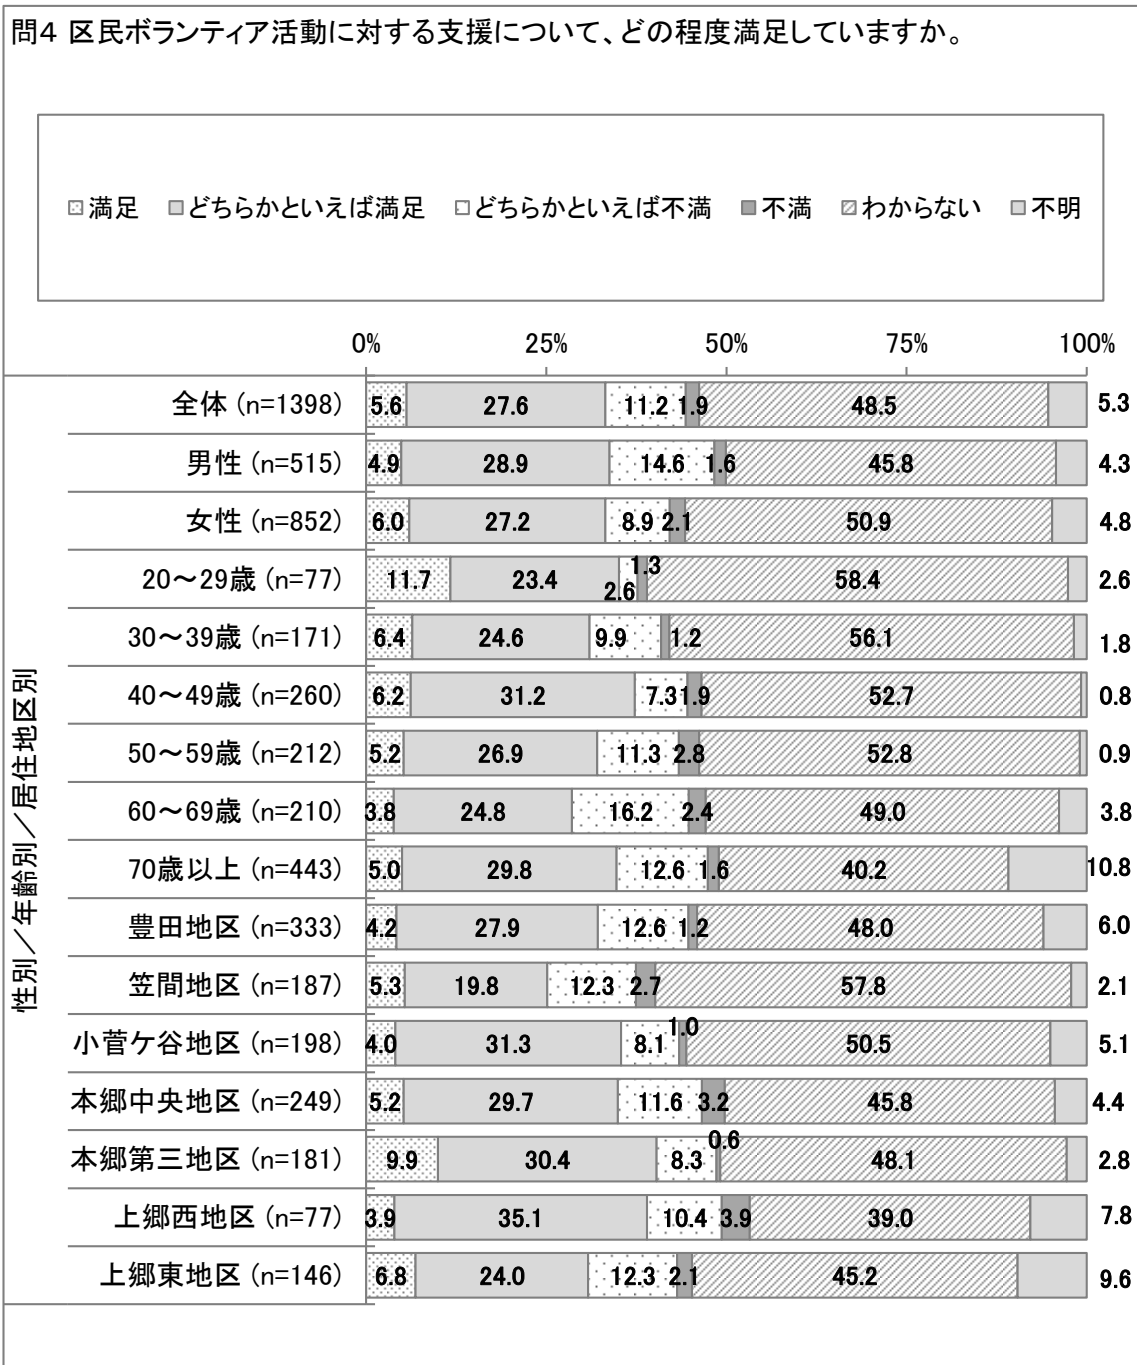 問4 区民ボランティア活動に対する支援について、どの程度満足していますか。
満足 どちらかといえば満足 どちらかといえば不満 不満 わからない 不明
0% 25% 50% 75% 100%
性別／年齢別／居住地区別
全体 (n=1398) 5.6 27.6 11.2 1.9 48.5 5.3
男性 (n=515) 4.9 28.9 14.6 1.6 45.8 4.3
女性 (n=852) 6.0 27.2 8.9 2.1 50.9 4.8
20～29歳 (n=77) 11.7 23.4 2.6 1.3 58.4 2.6
30～39歳 (n=171) 6.4 24.6 9.9 1.2 56.1 1.8
40～49歳 (n=260) 6.2 31.2 7.3 1.9 52.7 0.8
50～59歳 (n=212) 5.2 26.9 11.3 2.8 52.8 0.9
60～69歳 (n=210) 3.8 24.8 16.2 2.4 49.0 3.8
70歳以上 (n=443) 5.0 29.8 12.6 1.6 40.2 10.8
豊田地区 (n=333) 4.2 27.9 12.6 1.2 48.0 6.0
笠間地区 (n=187) 5.3 19.8 12.3 2.7 57.8 2.1
小菅ケ谷地区 (n=198) 4.0 31.3 8.1 1.0 50.5 5.1
本郷中央地区 (n=249) 5.2 29.7 11.6 3.2 45.8 4.4
本郷第三地区 (n=181) 9.9 30.4 8.3 0.6 48.1 2.8
上郷西地区 (n=77) 3.9 35.1 10.4 3.9 39.0 7.8
上郷東地区 (n=146) 6.8 24.0 12.3 2.1 45.2 9.6